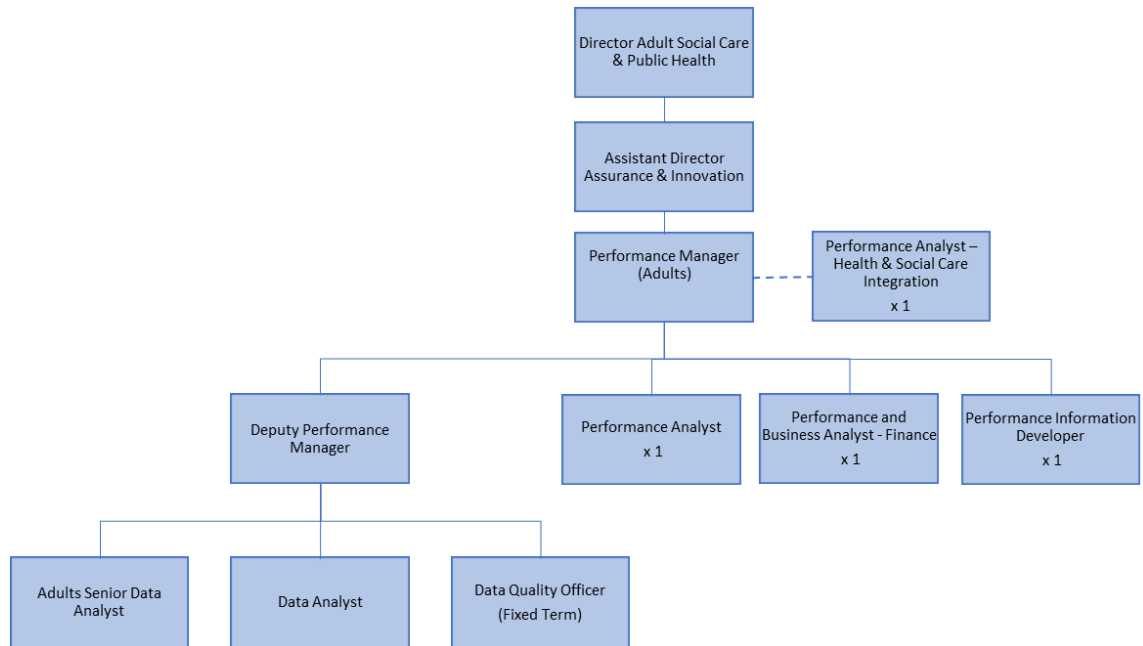 Director Adult Social Care
& Public Health
Assistant Director
Assurance & Innovation
Performance Manager
(Adults)
Performance Analyst –
Health & Social Care
Integration
x 1
Deputy Performance
Manager
Performance Analyst
x 1
Performance and
Business Analyst - Finance
x 1
Performance Information
Developer
x 1
Adults Senior Data
Analyst
Data Analyst
Data Quality Officer
(Fixed Term)